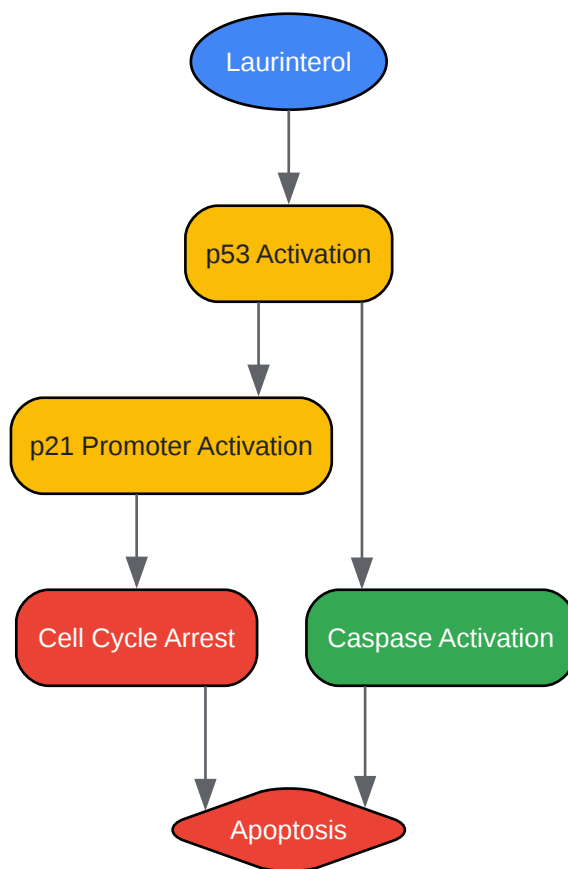 Laurinterol
p53 Activation
p21 Promoter Activation
Cell Cycle Arrest
Caspase Activation
Apoptosis